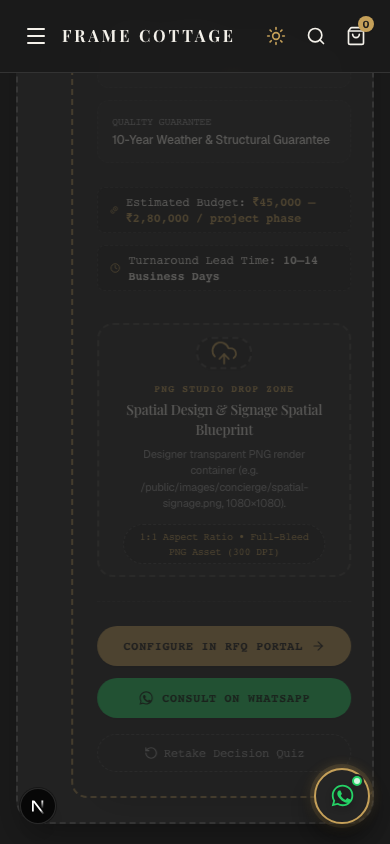 FRAME COTTAGE
0
QUALITY GUARANTEE
10-Year Weather & Structural Guarantee
Estimated Budget: ₹45,000 —
₹2,80,000 / project phase
Turnaround Lead Time: 10–14
Business Days
PNG STUDIO DROP ZONE
Spatial Design & Signage Spatial
Blueprint
Designer transparent PNG render
container (e.g.
/public/images/concierge/spatial-
signage.png, 1080×1080).
1:1 Aspect Ratio • Full-Bleed
PNG Asset (300 DPI)
CONFIGURE IN RFQ PORTAL →
CONSULT ON WHATSAPP
Retake Decision Quiz
N